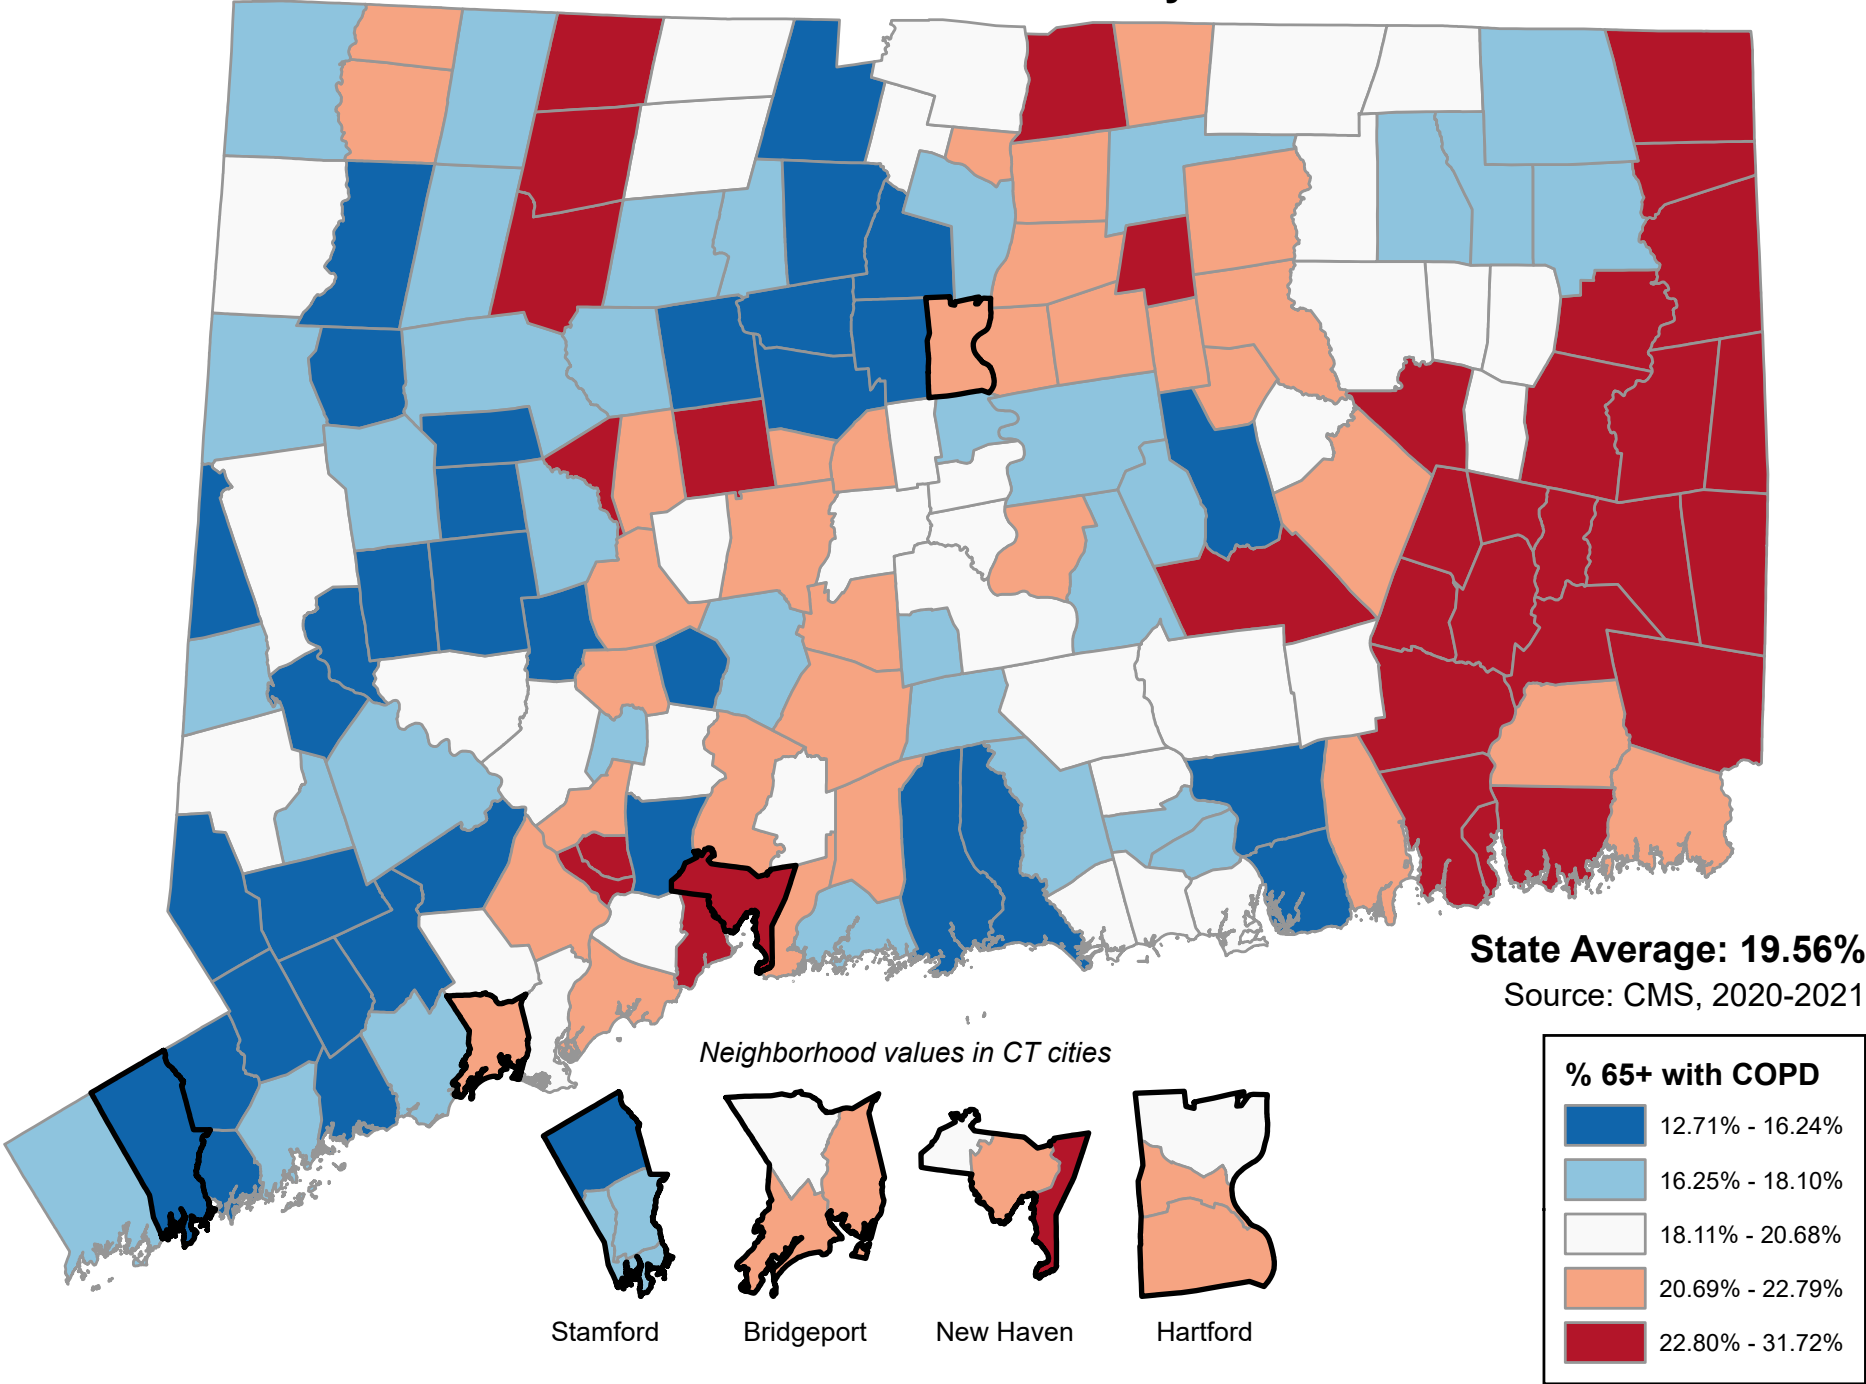 State Average: 19.56%
Source: CMS, 2020-2021
Neighborhood values in CT cities
% 65+ with COPD
12.71% - 16.24%
16.25% - 18.10%
18.11% - 20.68%
20.69% - 22.79%
22.80% - 31.72%
Stamford
Bridgeport
New Haven
Hartford